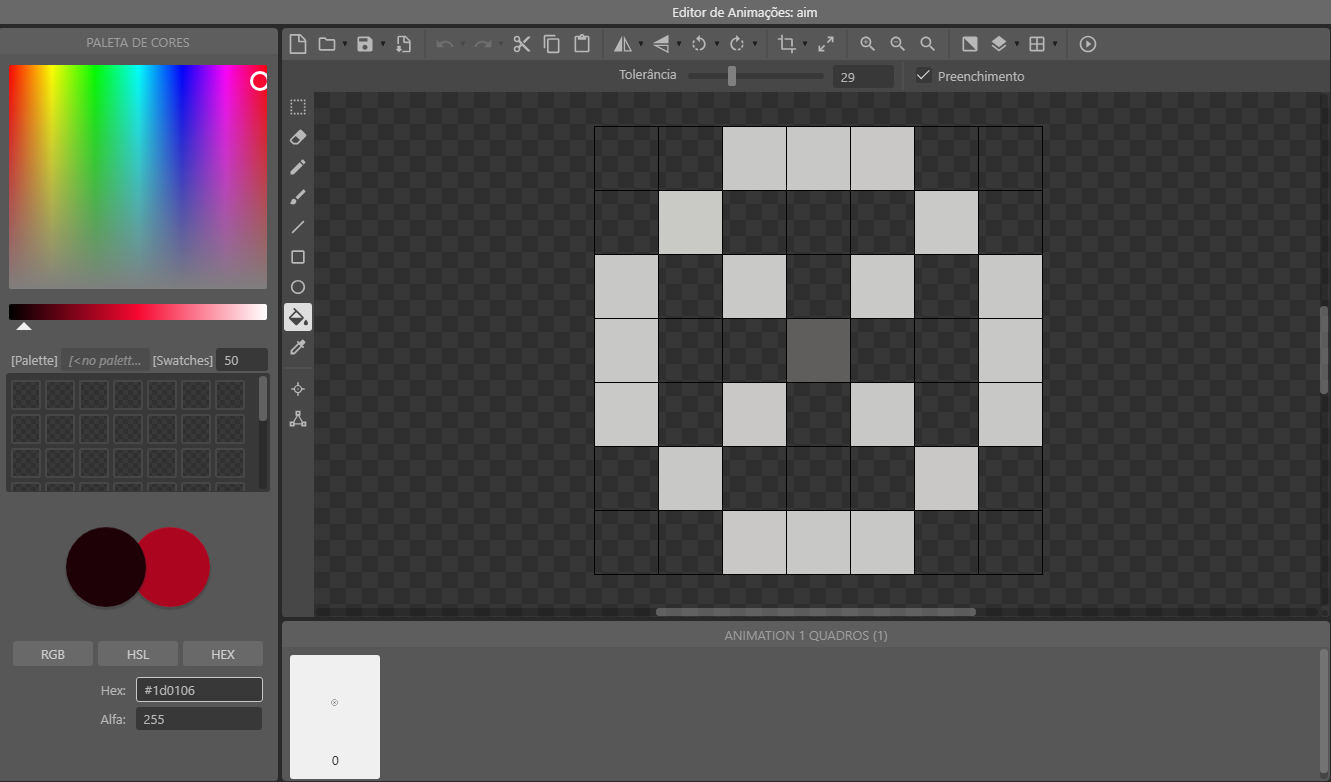 Editor de Animações: aim
PALETA DE CORES
Tolerância 29 Preenchimento
[Palette] [<no palett... [Swatches] 50
RGB HSL HEX
Hex: #1d0106
Alfa: 255
ANIMATION 1 QUADROS (1)
0